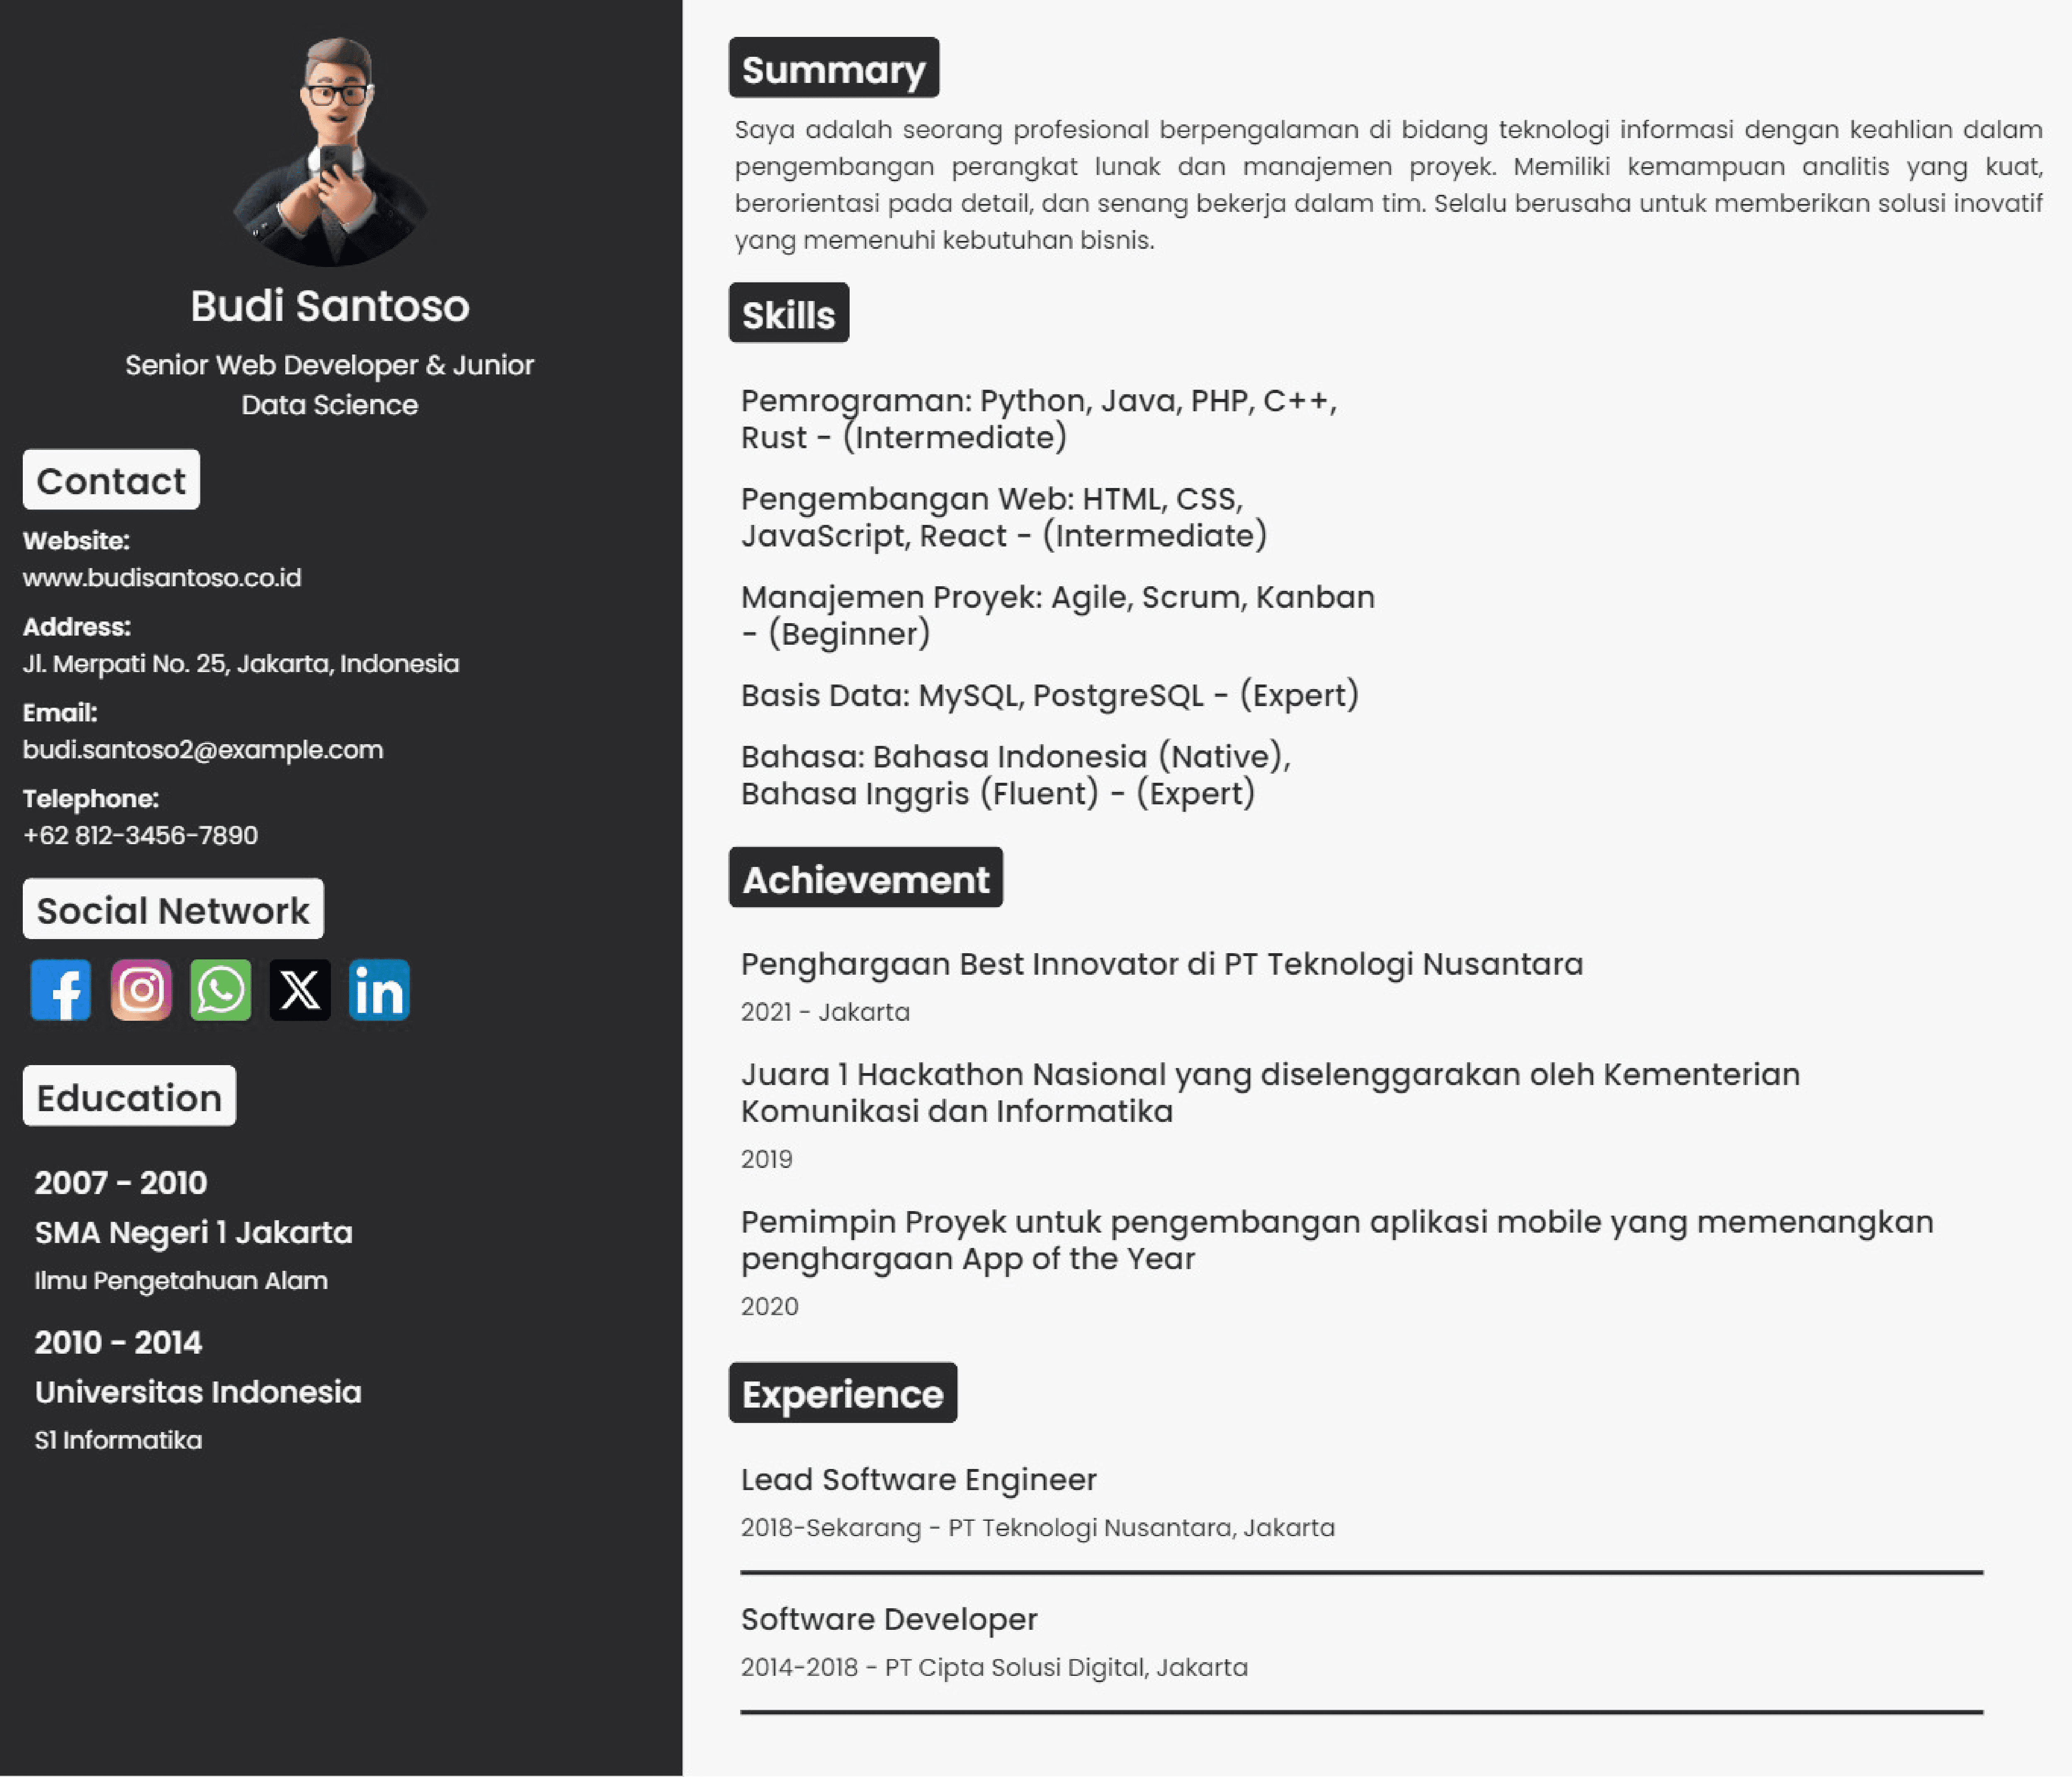 Budi Santoso
Senior Web Developer & Junior
Data Science
Contact
Website:
www.budisantoso.co.id
Address:
Jl. Merpati No. 25, Jakarta, Indonesia
Email:
budi.santoso2@example.com
Telephone:
+62 812-3456-7890
Social Network
Education
2007 - 2010
SMA Negeri 1 Jakarta
Ilmu Pengetahuan Alam
2010 - 2014
Universitas Indonesia
S1 Informatika
Summary
Saya adalah seorang profesional berpengalaman di bidang teknologi informasi dengan keahlian dalam
pengembangan perangkat lunak dan manajemen proyek. Memiliki kemampuan analitis yang kuat,
berorientasi pada detail, dan senang bekerja dalam tim. Selalu berusaha untuk memberikan solusi inovatif
yang memenuhi kebutuhan bisnis.
Skills
Pemrograman: Python, Java, PHP, C++,
Rust - (Intermediate)
Pengembangan Web: HTML, CSS,
JavaScript, React - (Intermediate)
Manajemen Proyek: Agile, Scrum, Kanban
- (Beginner)
Basis Data: MySQL, PostgreSQL - (Expert)
Bahasa: Bahasa Indonesia (Native),
Bahasa Inggris (Fluent) - (Expert)
Achievement
Penghargaan Best Innovator di PT Teknologi Nusantara
2021 - Jakarta
Juara 1 Hackathon Nasional yang diselenggarakan oleh Kementerian
Komunikasi dan Informatika
2019
Pemimpin Proyek untuk pengembangan aplikasi mobile yang memenangkan
penghargaan App of the Year
2020
Experience
Lead Software Engineer
2018-Sekarang - PT Teknologi Nusantara, Jakarta
Software Developer
2014-2018 - PT Cipta Solusi Digital, Jakarta